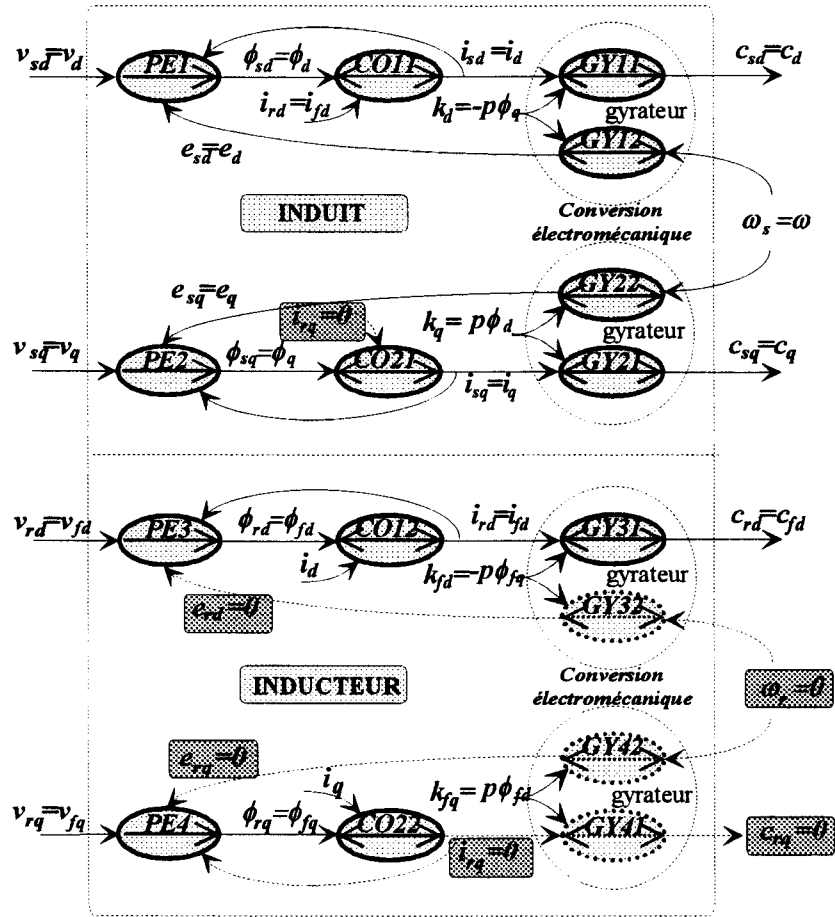 v_sd=v_d
PE1
ϕ_sd=ϕ_d
CO11
i_sd=i_d
GY11
c_sd=c_d
i_rd=i_fd
k_d=-pϕ_q
gyrateur
GY12
e_sd=e_d
INDUIT
Conversion
électromécanique
ω_s=ω
e_sq=e_q
i_rq=0
GY22
k_q= pϕ_d
gyrateur
v_sq=v_q
PE2
ϕ_sq=ϕ_q
CO21
i_sq=i_q
GY21
c_sq=c_q
v_rd=v_fd
PE3
ϕ_rd=ϕ_fd
CO12
i_rd=i_fd
GY31
c_rd=c_fd
i_d
k_fd=-pϕ_fq
gyrateur
GY32
e_rd=0
INDUCTEUR
Conversion
électromécanique
ω_r=0
e_rq=0
GY42
i_q
k_fq= pϕ_fd
gyrateur
v_rq=v_fq
PE4
ϕ_rq=ϕ_fq
CO22
i_rq=0
GY41
c_rq=0